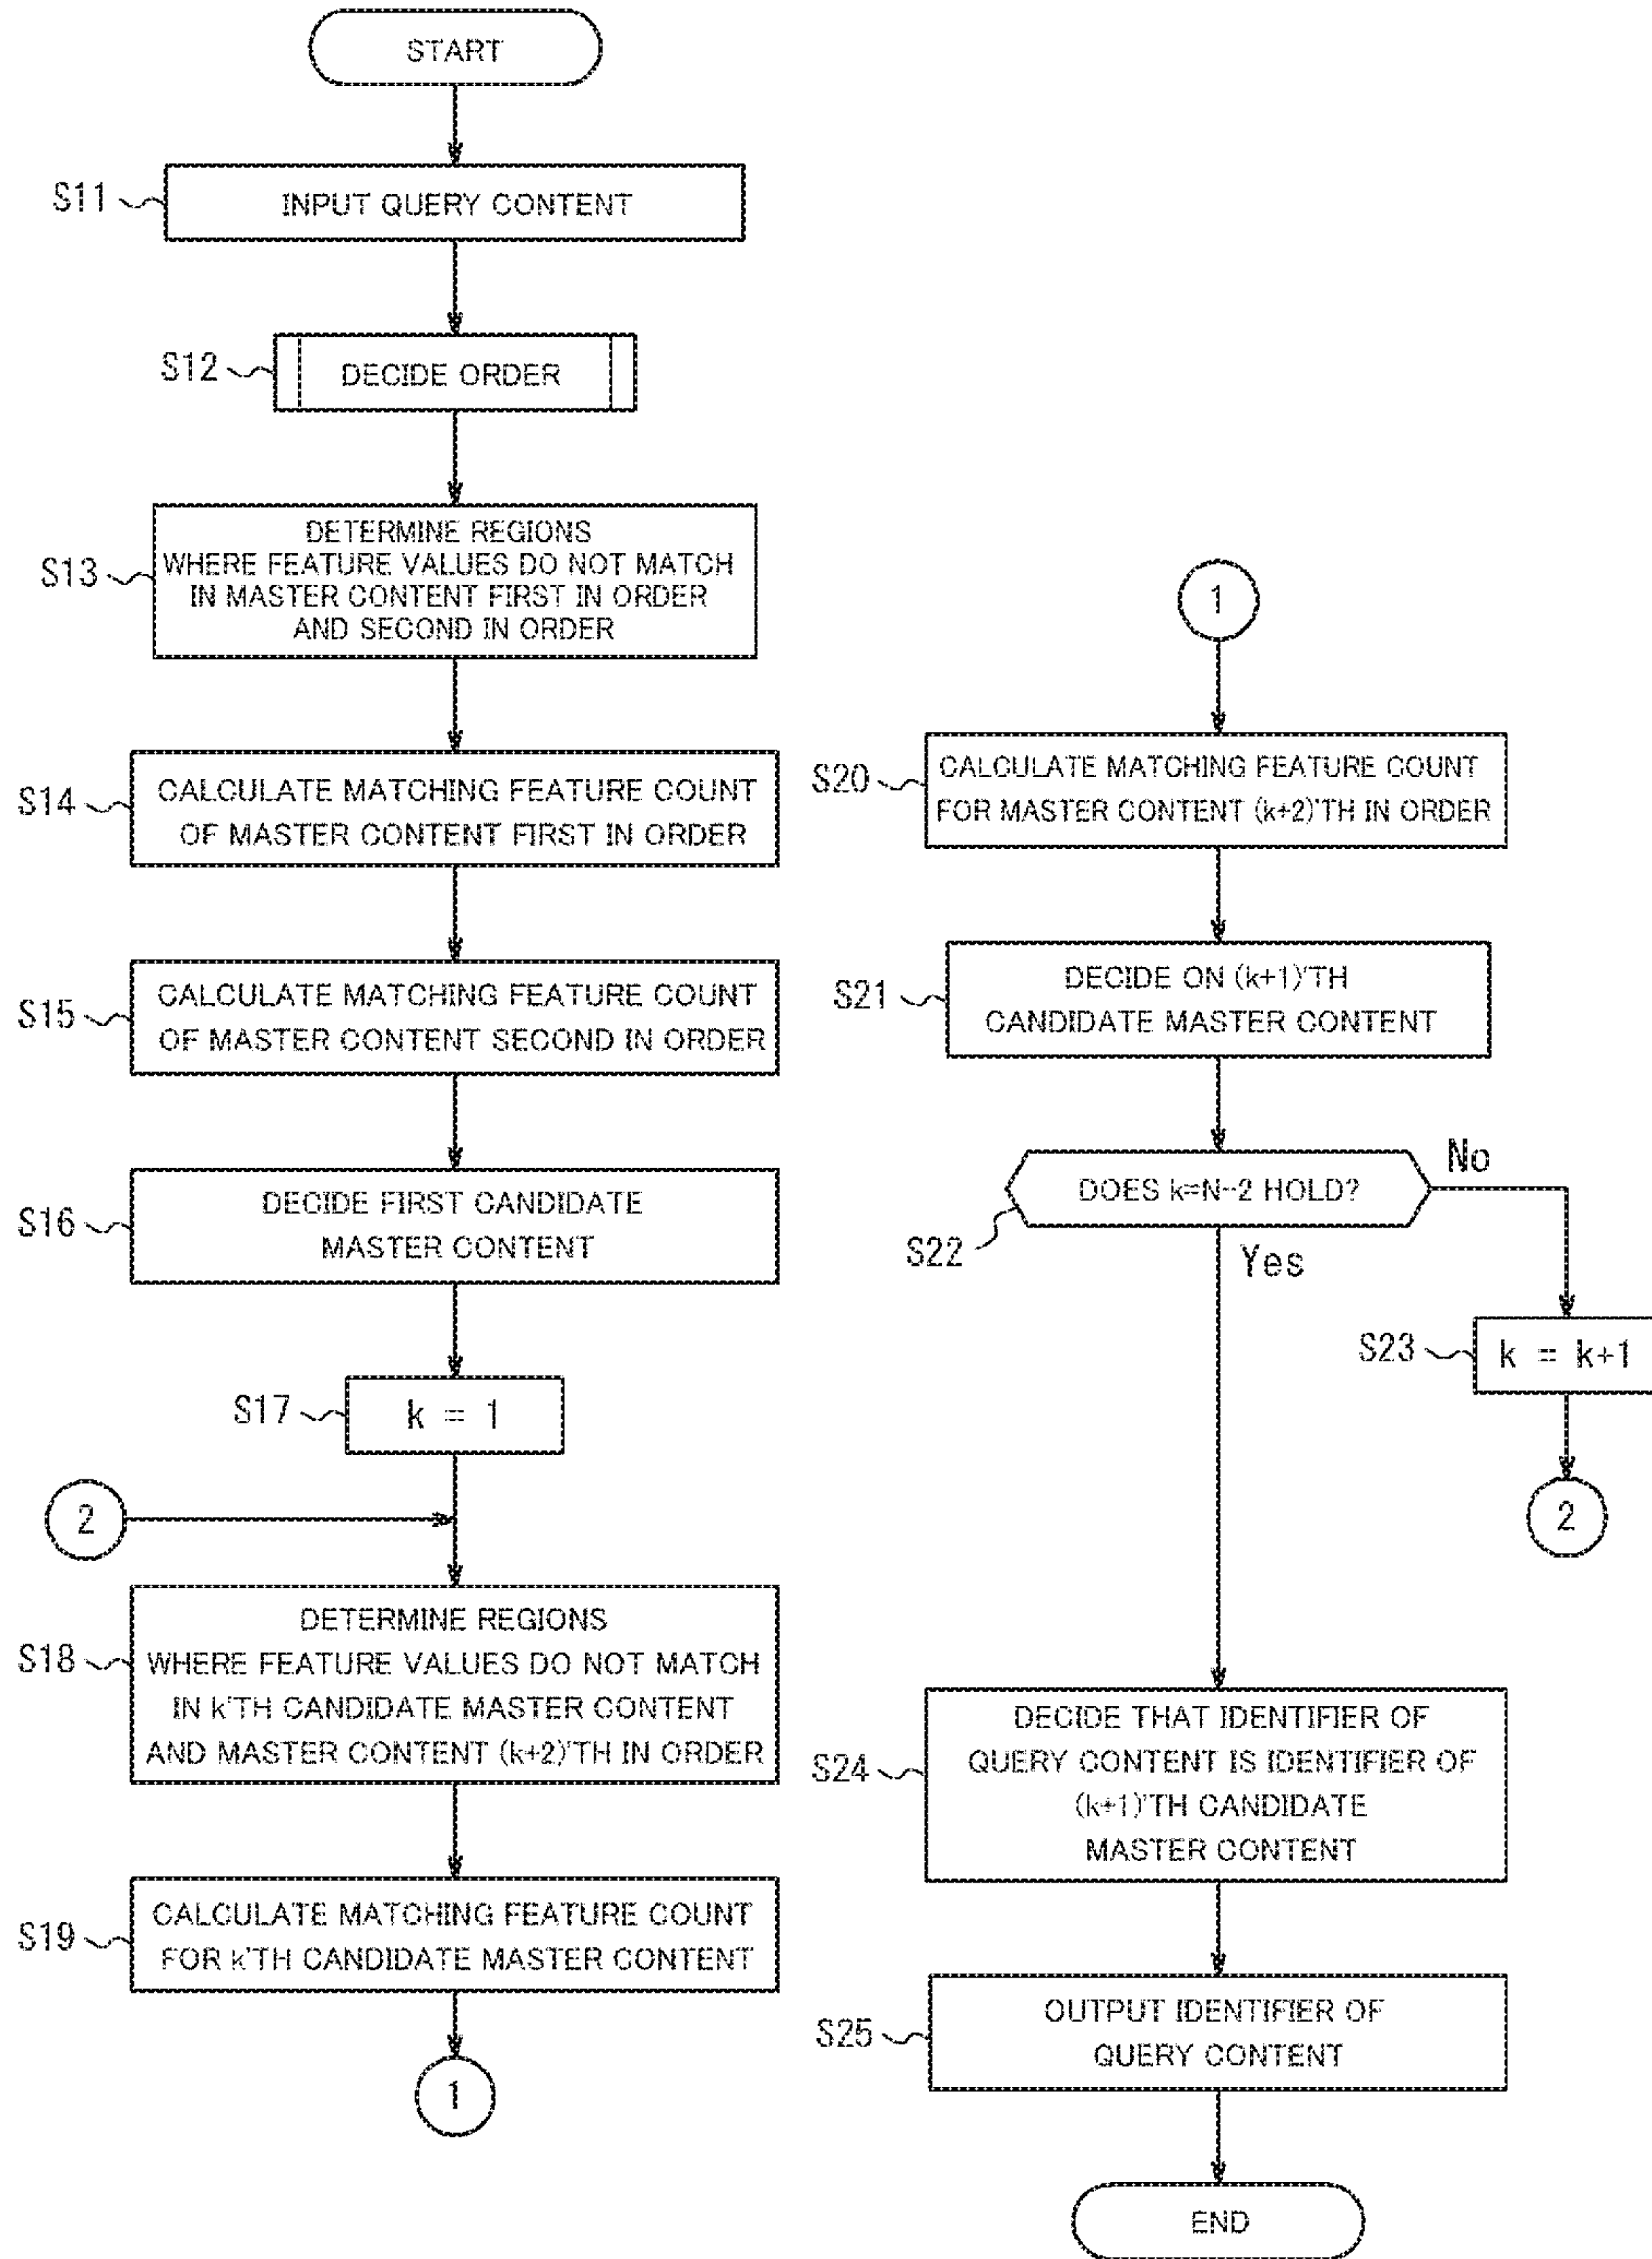 START
S11
INPUT QUERY CONTENT
S12
DECIDE ORDER
S13
DETERMINE REGIONS
WHERE FEATURE VALUES DO NOT MATCH
IN MASTER CONTENT FIRST IN ORDER
AND SECOND IN ORDER
S14
CALCULATE MATCHING FEATURE COUNT
OF MASTER CONTENT FIRST IN ORDER
S15
CALCULATE MATCHING FEATURE COUNT
OF MASTER CONTENT SECOND IN ORDER
S16
DECIDE FIRST CANDIDATE
MASTER CONTENT
S17
k = 1
2
S18
DETERMINE REGIONS
WHERE FEATURE VALUES DO NOT MATCH
IN k'TH CANDIDATE MASTER CONTENT
AND MASTER CONTENT (k+2)'TH IN ORDER
S19
CALCULATE MATCHING FEATURE COUNT
FOR k'TH CANDIDATE MASTER CONTENT
1
1
S20
CALCULATE MATCHING FEATURE COUNT
FOR MASTER CONTENT (k+2)'TH IN ORDER
S21
DECIDE ON (k+1)'TH
CANDIDATE MASTER CONTENT
S22
DOES k=N-2 HOLD?
No
Yes
S23
k = k+1
2
S24
DECIDE THAT IDENTIFIER OF
QUERY CONTENT IS IDENTIFIER OF
(k+1)'TH CANDIDATE
MASTER CONTENT
S25
OUTPUT IDENTIFIER OF
QUERY CONTENT
END